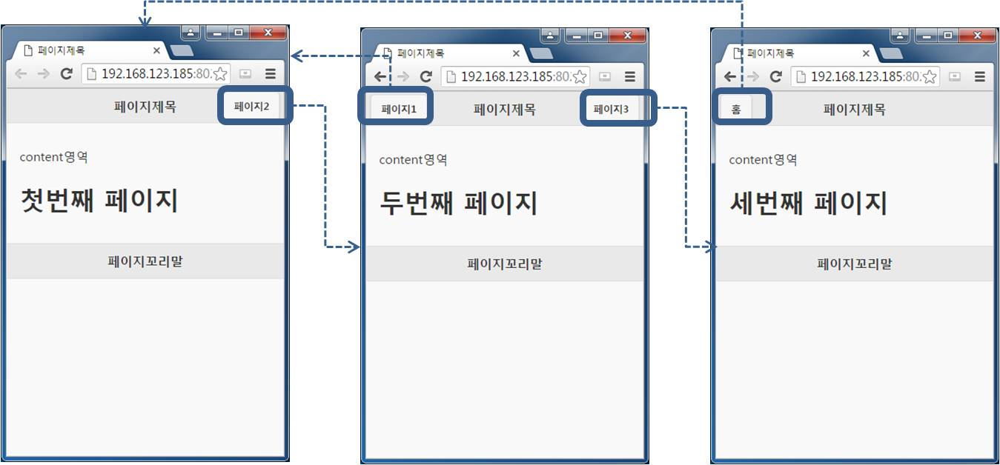 페이지제목
192.168.123.185:80
페이지제목
페이지2
content영역
첫번째 페이지
페이지꼬리말
페이지제목
192.168.123.185:80
페이지1
페이지제목
페이지3
content영역
두번째 페이지
페이지꼬리말
페이지제목
192.168.123.185:80
홈
페이지제목
content영역
세번째 페이지
페이지꼬리말